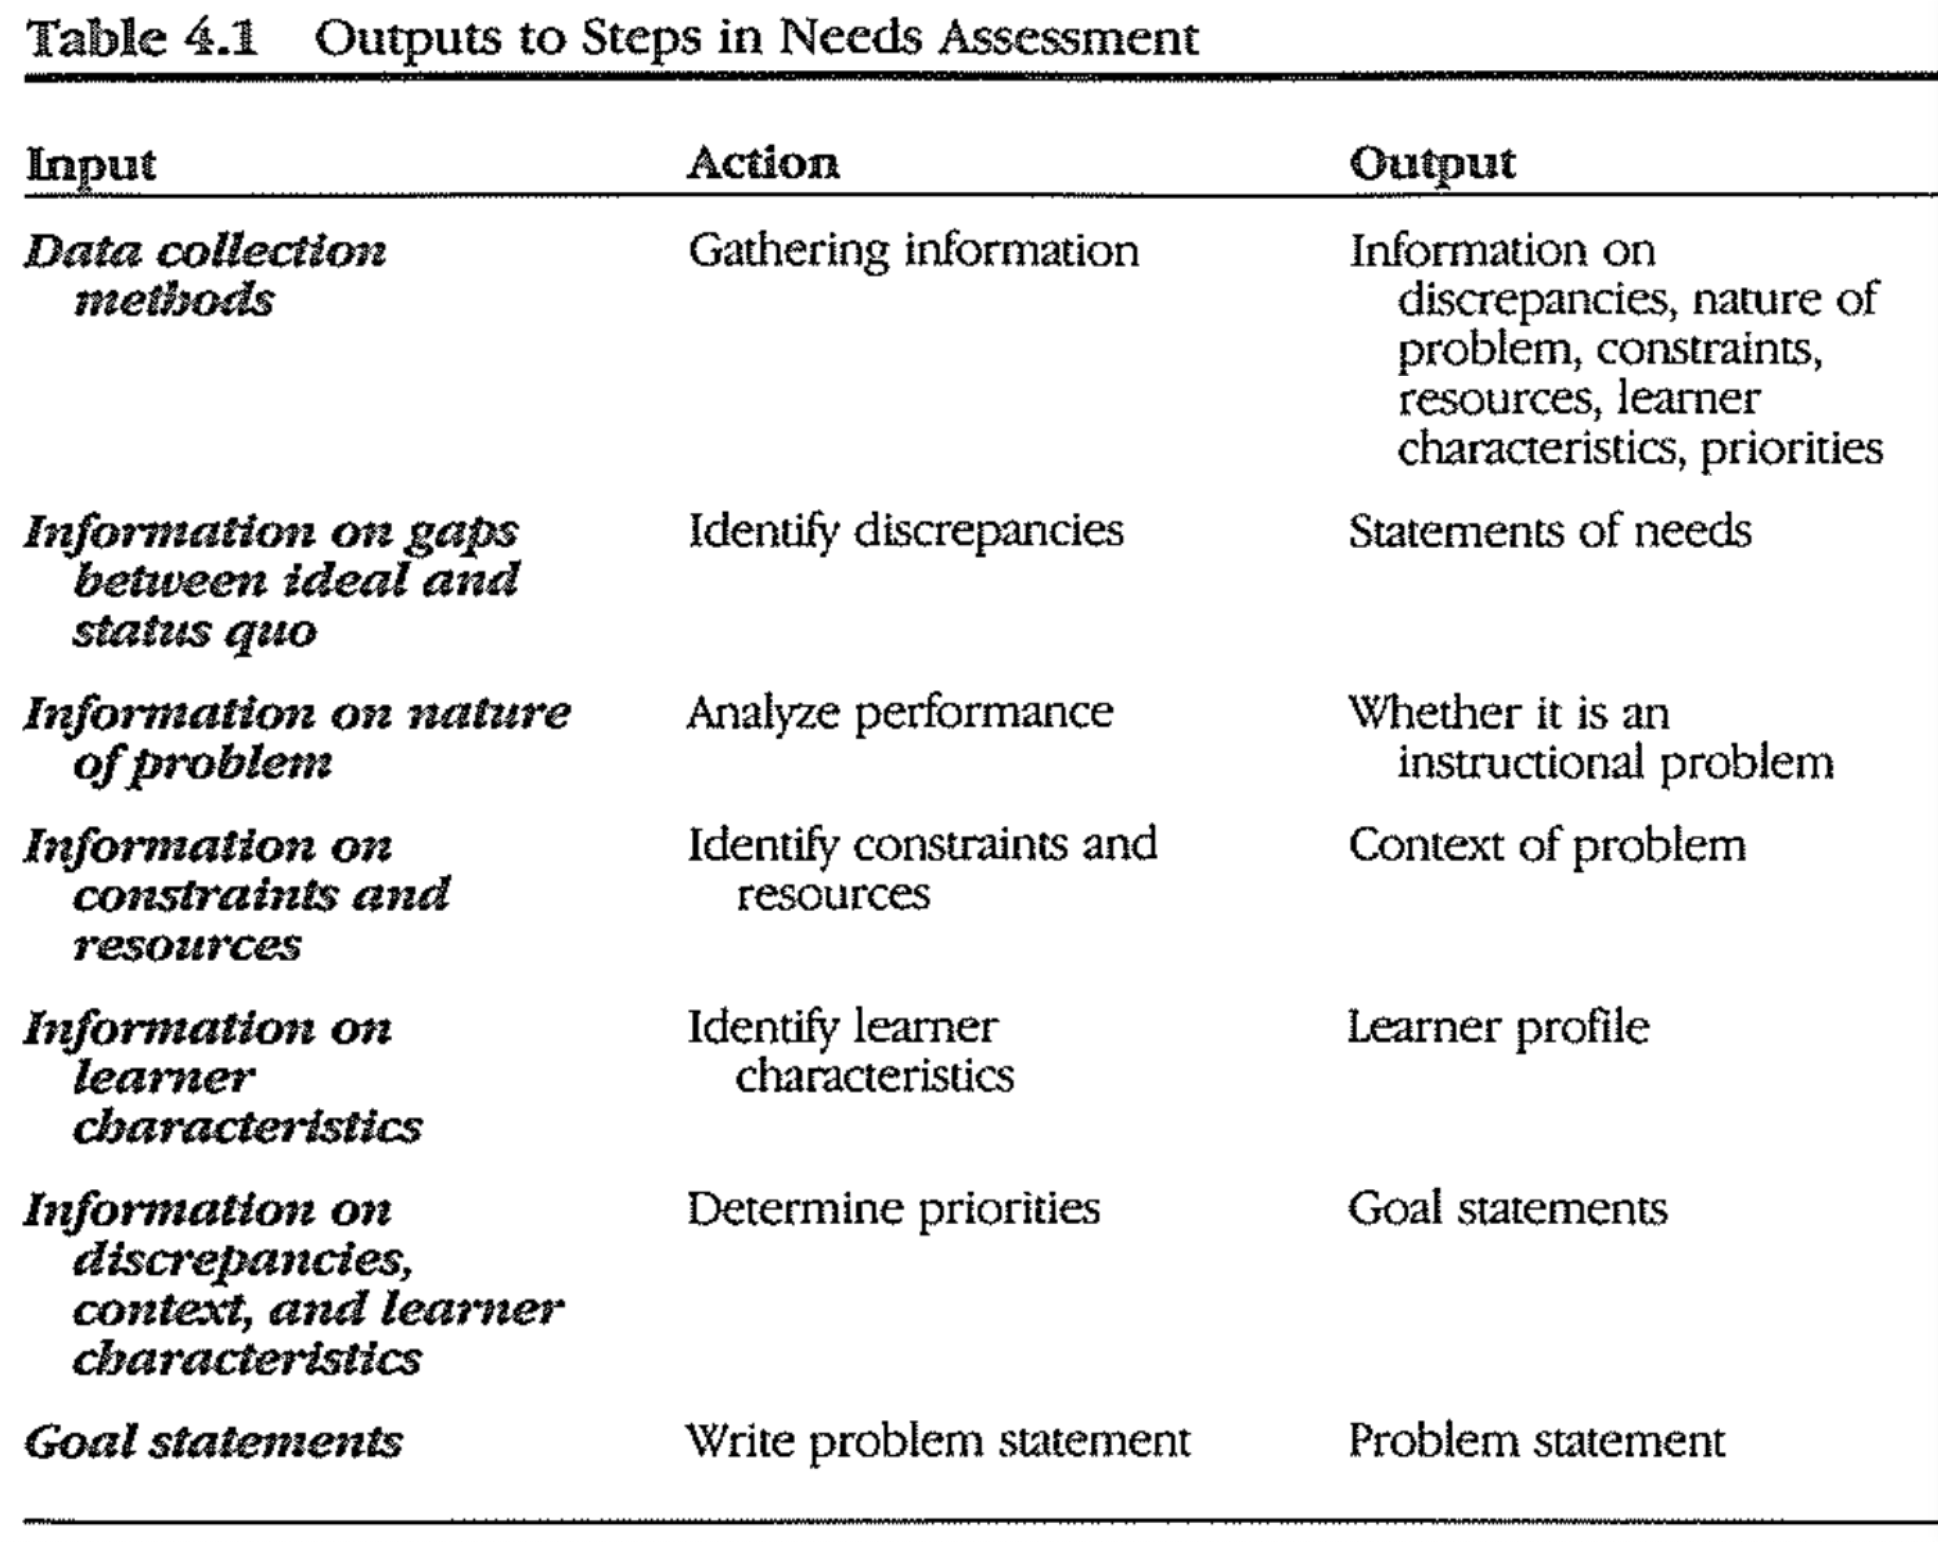 Table 4.1 Outputs to Steps in Needs Assessment
Input Action Output
Data collection Gathering information Information on
methods discrepancies, nature of
problem, constraints,
resources, learner
characteristics, priorities
Information on gaps Identify discrepancies Statements of needs
between ideal and
status quo
Information on nature Analyze performance Whether it is an
of problem instructional problem
Information on Identify constraints and Context of problem
constraints and resources
resources
Information on Identify learner Learner profile
learner characteristics
characteristics
Information on Determine priorities Goal statements
discrepancies,
context, and learner
characteristics
Goal statements Write problem statement Problem statement